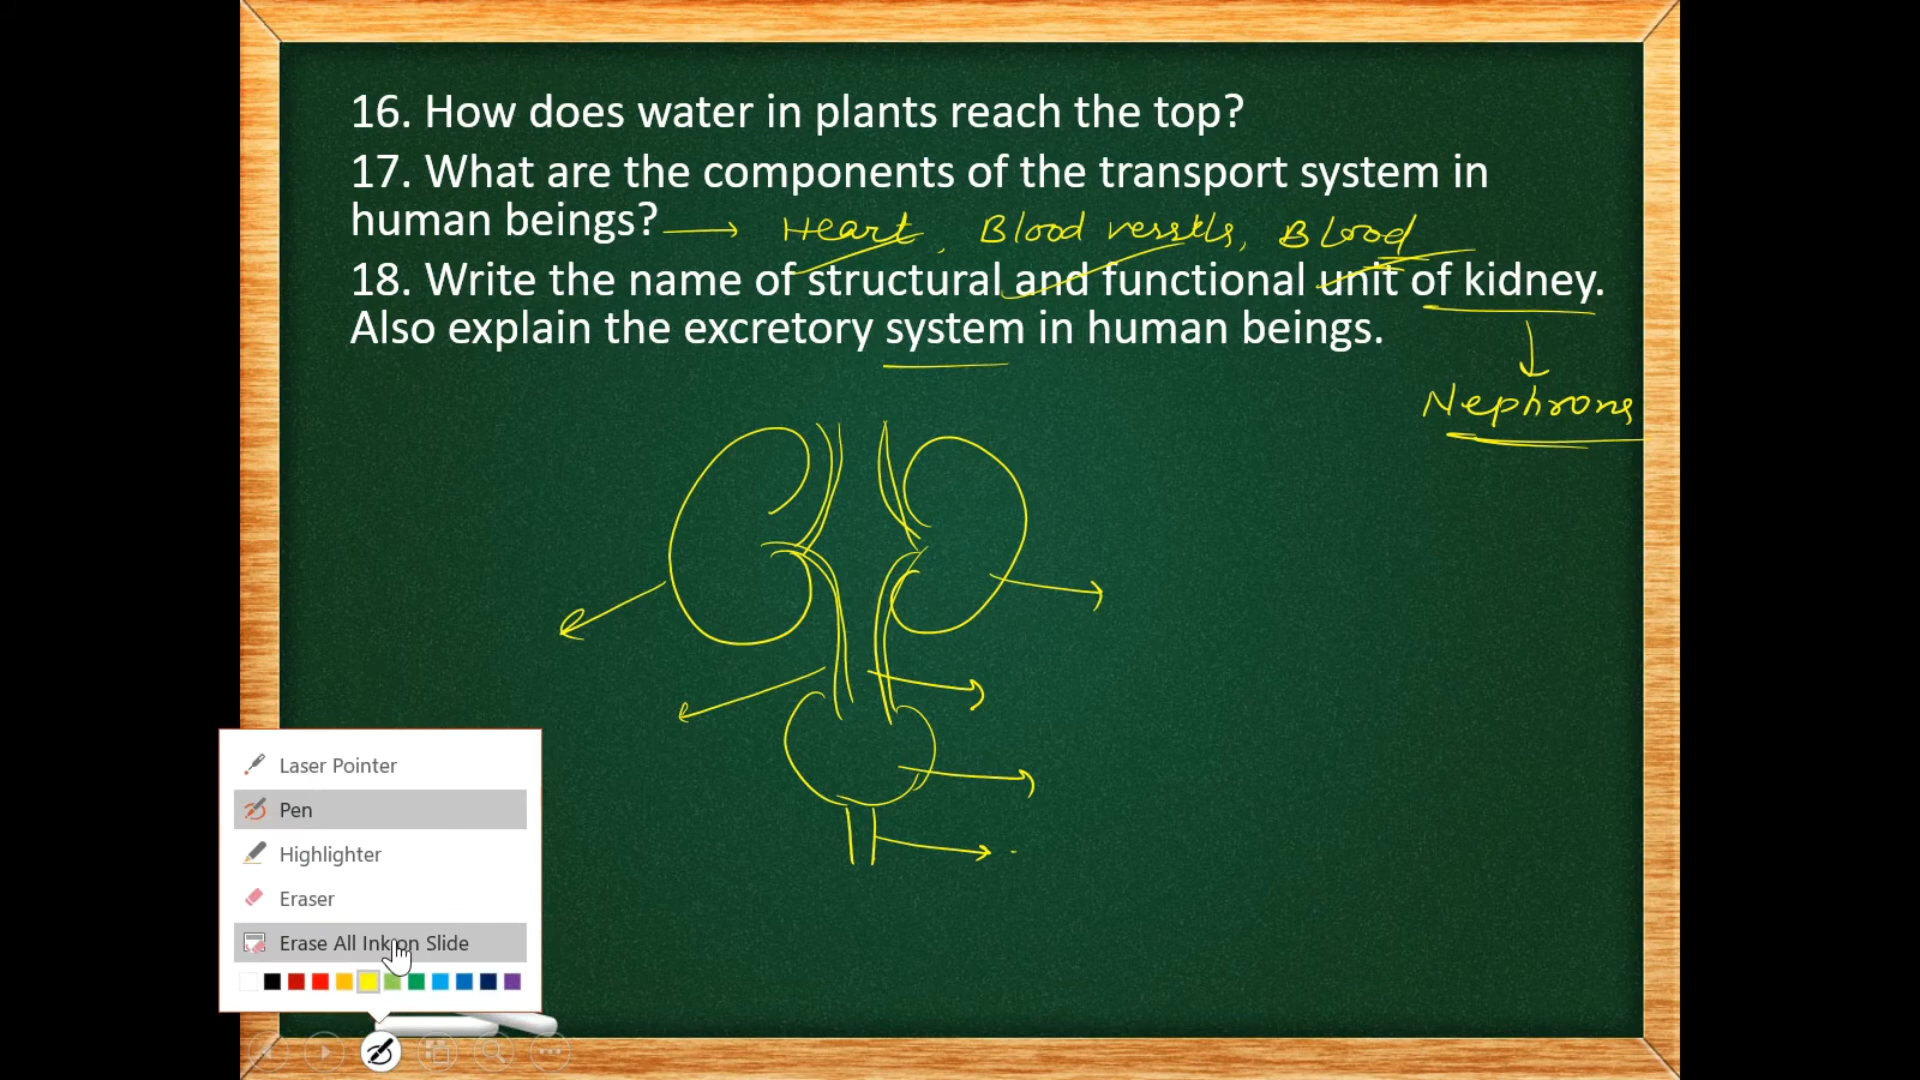 16. How does water in plants reach the top?
17. What are the components of the transport system in
human beings? → Heart, Blood vessels, Blood
18. Write the name of structural and functional unit of kidney.
Also explain the excretory system in human beings.
Nephrons
Laser Pointer
Pen
Highlighter
Eraser
Erase All Ink on Slide